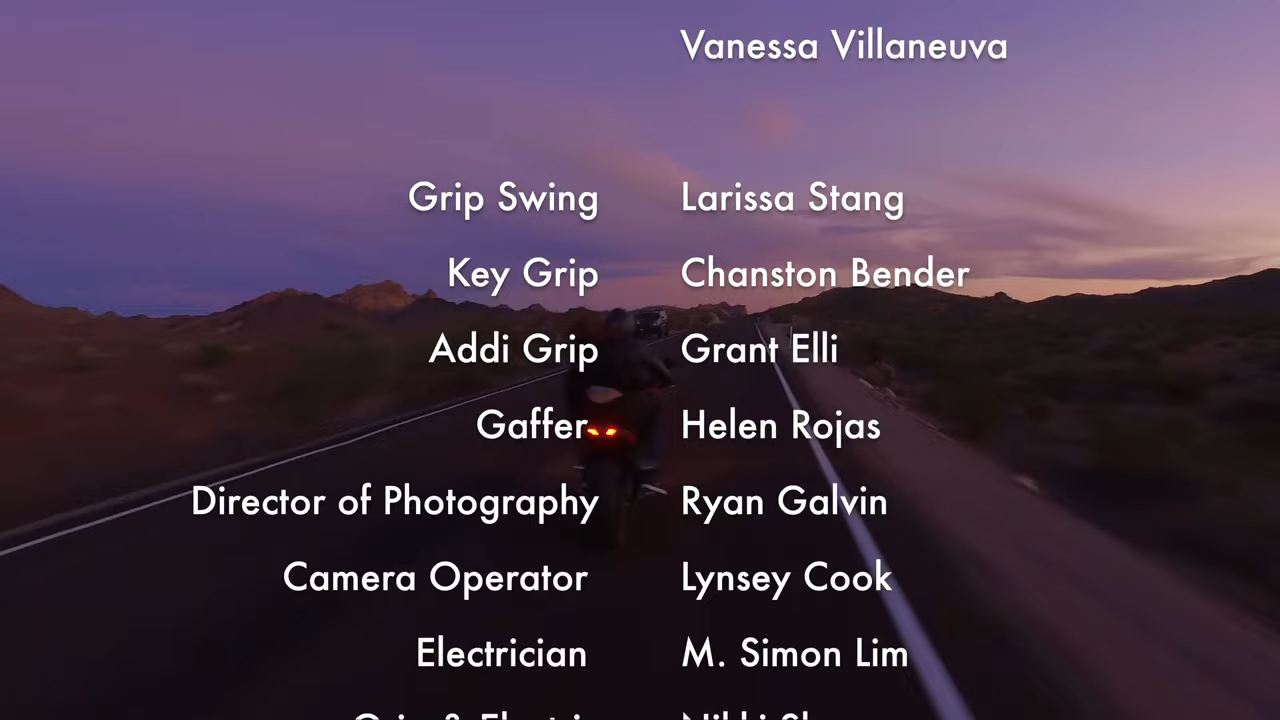 Vanessa Villaneuva
Grip Swing Larissa Stang
Key Grip Chanston Bender
Addi Grip Grant Elli
Gaffer Helen Rojas
Director of Photography Ryan Galvin
Camera Operator Lynsey Cook
Electrician M. Simon Lim